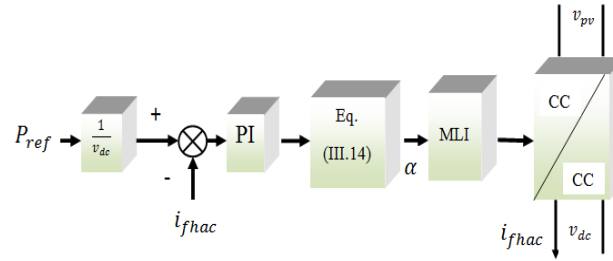 v_pv
CC
P_ref
1
v_dc
+
-
PI
Eq.
(III.14)
α
MLI
CC
i_fhac
i_fhac
v_dc